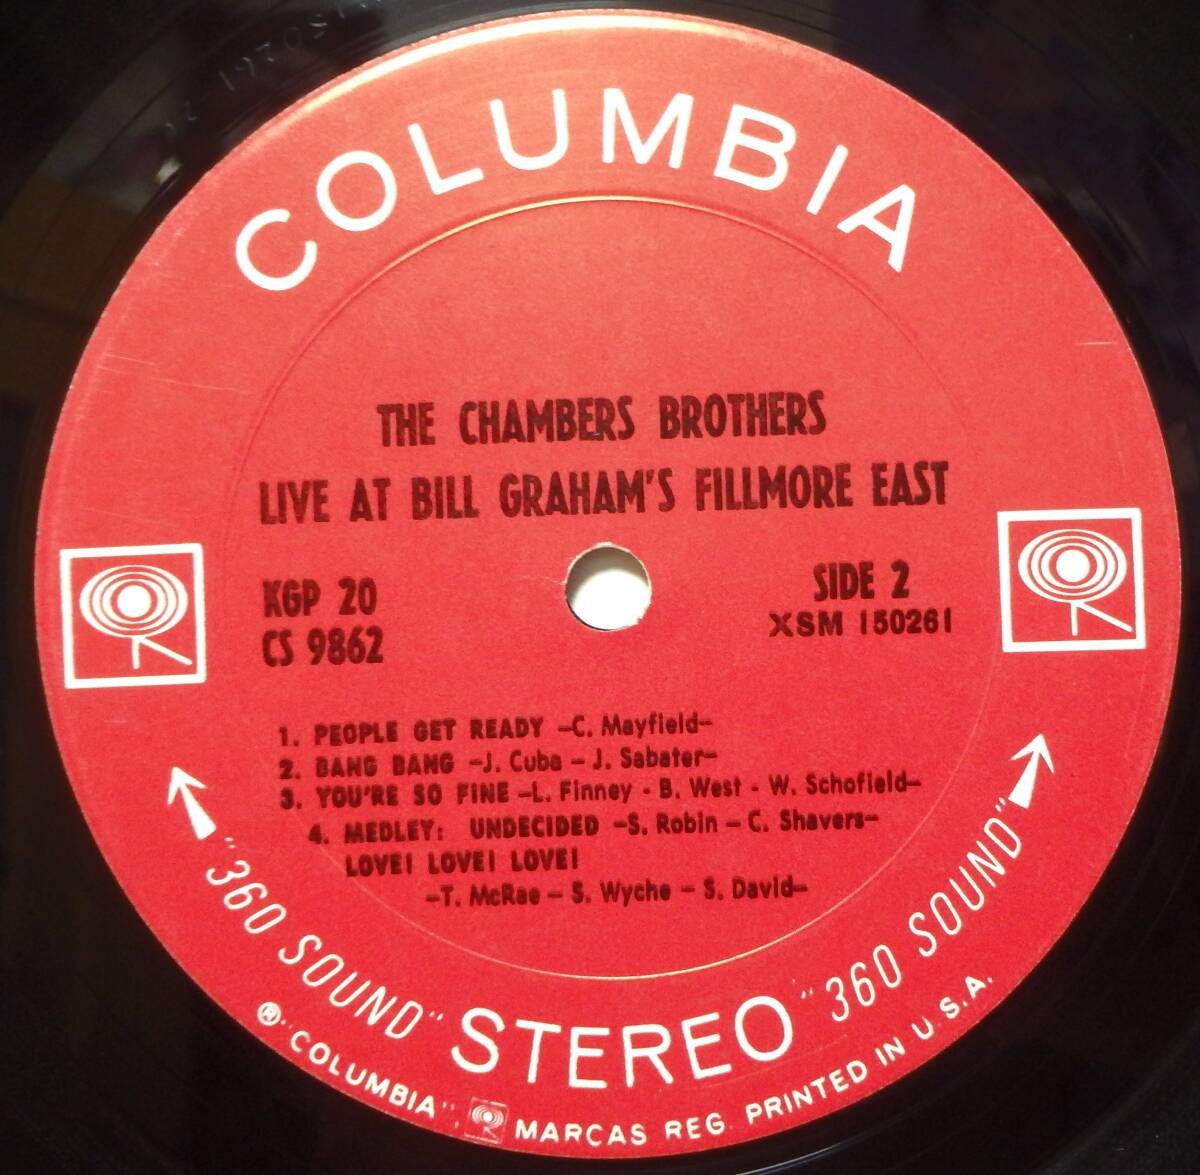 COLUMBIA
THE CHAMBERS BROTHERS
LIVE AT BILL GRAHAM'S FILLMORE EAST
KGP 20
CS 9862
SIDE 2
XSM 150261
1. PEOPLE GET READY –C. Mayfield–
2. BANG BANG –J. Cuba – J. Sabater–
3. YOU'RE SO FINE –L. Finney - B. West - W. Schofield–
4. MEDLEY: UNDECIDED –S. Robin – C. Shavers–
LOVE! LOVE! LOVE!
–T. McRae – S. Wyche – S. David–
"360 SOUND" STEREO "360 SOUND"
® "COLUMBIA", MARCAS REG. PRINTED IN U.S.A.